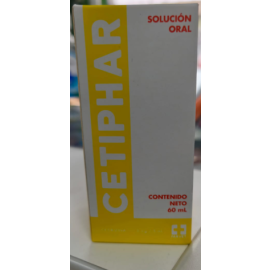 SOLUCIÓN
ORAL
CETIPHAR
CONTENIDO
NETO
60 mL